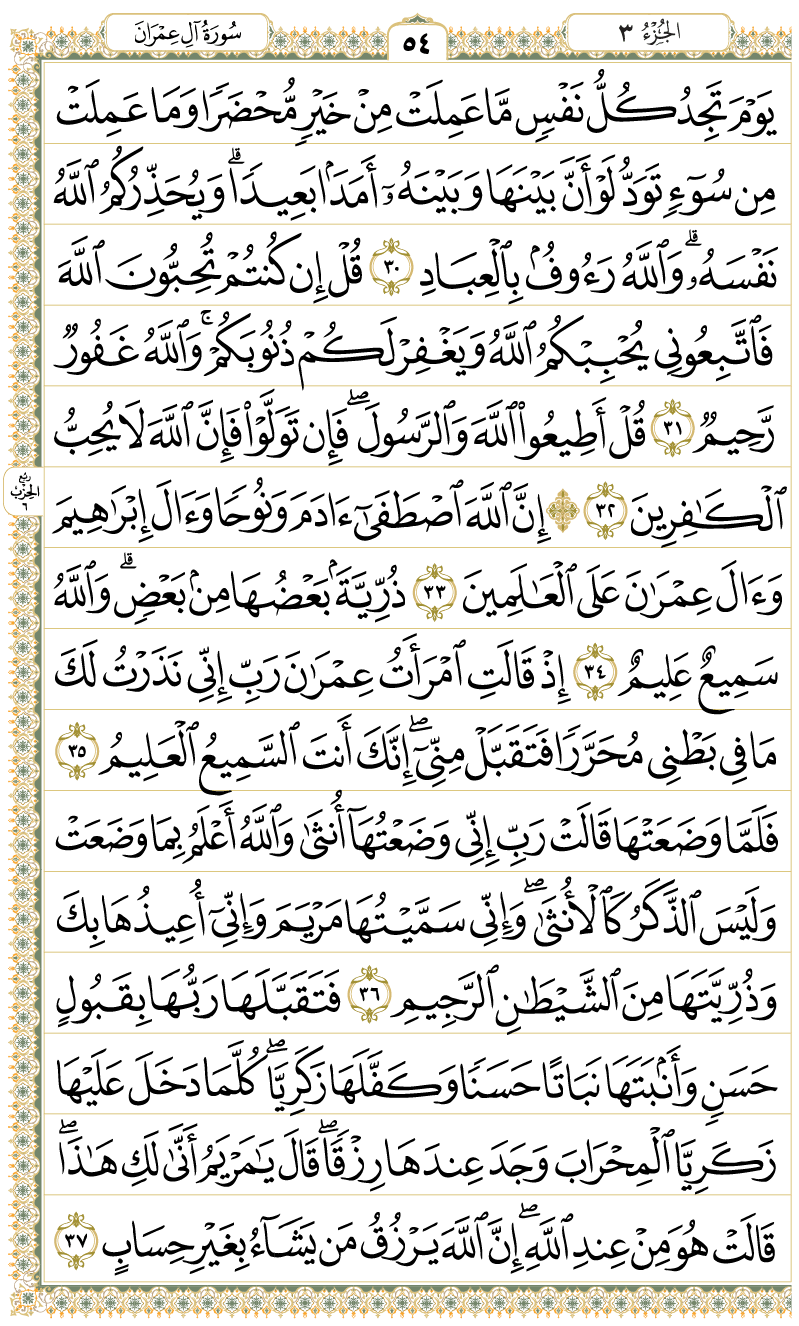 سُورَةُ آلِ عِمْرَانَ ٥٤ الجُزْءُ ٣
يَوْمَ تَجِدُ كُلُّ نَفْسٍ مَّا عَمِلَتْ مِنْ خَيْرٍ مُّحْضَرًا وَمَا عَمِلَتْ
مِن سُوٓءٍ تَوَدُّ لَوْ أَنَّ بَيْنَهَا وَبَيْنَهُۥٓ أَمَدَۢا بَعِيدًاۗ وَيُحَذِّرُكُمُ ٱللَّهُ
نَفْسَهُۥۗ وَٱللَّهُ رَءُوفُۢ بِٱلْعِبَادِ ٣٠ قُلْ إِن كُنتُمْ تُحِبُّونَ ٱللَّهَ
فَٱتَّبِعُونِي يُحْبِبْكُمُ ٱللَّهُ وَيَغْفِرْ لَكُمْ ذُنُوبَكُمْۚ وَٱللَّهُ غَفُورٌ
رَّحِيمٌ ٣١ قُلْ أَطِيعُوا۟ ٱللَّهَ وَٱلرَّسُولَۖ فَإِن تَوَلَّوْا۟ فَإِنَّ ٱللَّهَ لَا يُحِبُّ
ٱلْكَٰفِرِينَ ٣٢ ۞ إِنَّ ٱللَّهَ ٱصْطَفَىٰٓ ءَادَمَ وَنُوحًا وَءَالَ إِبْرَٰهِيمَ
رُبْع الحِزْب ٦
وَءَالَ عِمْرَٰنَ عَلَى ٱلْعَٰلَمِينَ ٣٣ ذُرِّيَّةَۢ بَعْضُهَا مِنۢ بَعْضٍۗ وَٱللَّهُ
سَمِيعٌ عَلِيمٌ ٣٤ إِذْ قَالَتِ ٱمْرَأَتُ عِمْرَٰنَ رَبِّ إِنِّي نَذَرْتُ لَكَ
مَا فِي بَطْنِي مُحَرَّرًا فَتَقَبَّلْ مِنِّيٓۖ إِنَّكَ أَنتَ ٱلسَّمِيعُ ٱلْعَلِيمُ ٣٥
فَلَمَّا وَضَعَتْهَا قَالَتْ رَبِّ إِنِّي وَضَعْتُهَآ أُنثَىٰ وَٱللَّهُ أَعْلَمُ بِمَا وَضَعَتْ
وَلَيْسَ ٱلذَّكَرُ كَٱلْأُنثَىٰۖ وَإِنِّي سَمَّيْتُهَا مَرْيَمَ وَإِنِّيٓ أُعِيذُهَا بِكَ
وَذُرِّيَّتَهَا مِنَ ٱلشَّيْطَٰنِ ٱلرَّجِيمِ ٣٦ فَتَقَبَّلَهَا رَبُّهَا بِقَبُولٍ
حَسَنٍ وَأَنۢبَتَهَا نَبَاتًا حَسَنًا وَكَفَّلَهَا زَكَرِيَّاۖ كُلَّمَا دَخَلَ عَلَيْهَا
زَكَرِيَّا ٱلْمِحْرَابَ وَجَدَ عِندَهَا رِزْقًاۖ قَالَ يَٰمَرْيَمُ أَنَّىٰ لَكِ هَٰذَاۖ
قَالَتْ هُوَ مِنْ عِندِ ٱللَّهِۖ إِنَّ ٱللَّهَ يَرْزُقُ مَن يَشَآءُ بِغَيْرِ حِسَابٍ ٣٧